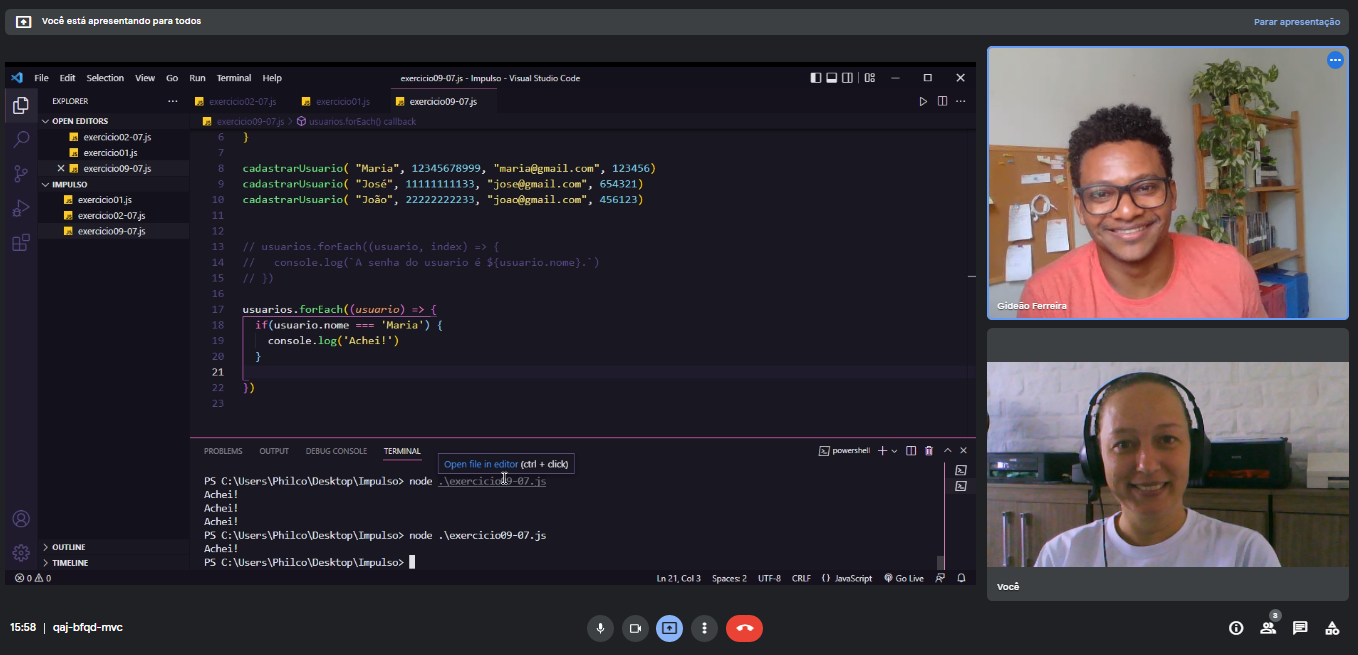 Você está apresentando para todos
Parar apresentação
File Edit Selection View Go Run Terminal Help
exercicio09-07.js - Impulso - Visual Studio Code
EXPLORER
OPEN EDITORS
exercicio02-07.js
exercicio01.js
exercicio09-07.js
IMPULSO
exercicio01.js
exercicio02-07.js
exercicio09-07.js
OUTLINE
TIMELINE
exercicio02-07.js exercicio01.js exercicio09-07.js
exercicio09-07.js > usuarios.forEach() callback
6 }
7
8 cadastrarUsuario( "Maria", 12345678999, "maria@gmail.com", 123456)
9 cadastrarUsuario( "José", 11111111133, "jose@gmail.com", 654321)
10 cadastrarUsuario( "João", 22222222233, "joao@gmail.com", 456123)
11
12
13 // usuarios.forEach((usuario, index) => {
14 //   console.log(`A senha do usuario é ${usuario.nome}.`)
15 // })
16
17 usuarios.forEach((usuario) => {
18   if(usuario.nome === 'Maria') {
19     console.log('Achei!')
20   }
21
22 })
23
PROBLEMS OUTPUT DEBUG CONSOLE TERMINAL
powershell
Open file in editor (ctrl + click)
PS C:\Users\Philco\Desktop\Impulso> node .\exercicio09-07.js
Achei!
Achei!
Achei!
PS C:\Users\Philco\Desktop\Impulso> node .\exercicio09-07.js
Achei!
PS C:\Users\Philco\Desktop\Impulso>
0 0
Ln 21, Col 3 Spaces: 2 UTF-8 CRLF {} JavaScript Go Live
Gideão Ferreira
Você
15:58 | qaj-bfqd-mvc
3